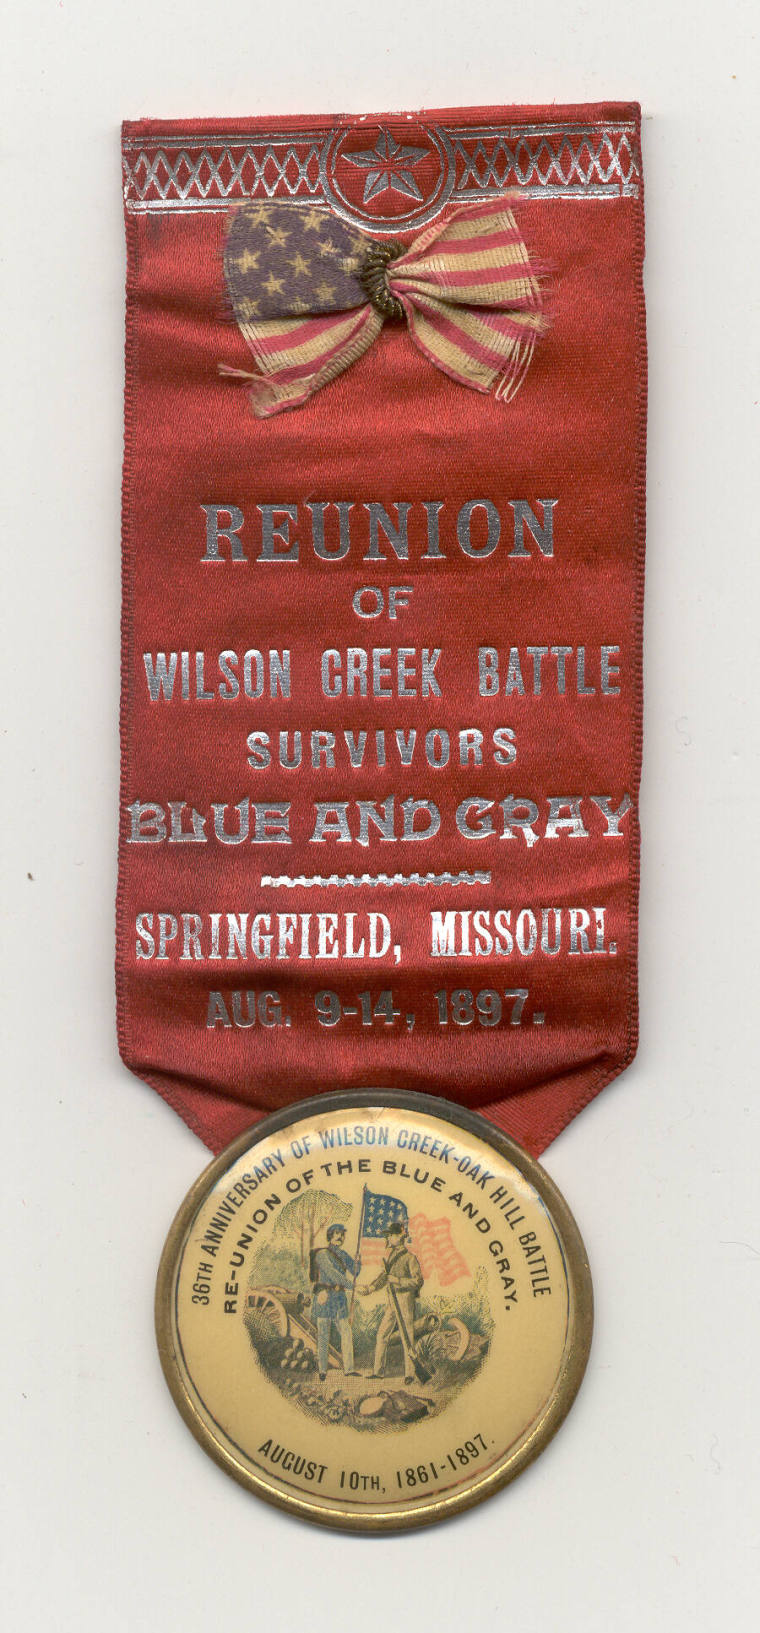 REUNION
OF
WILSON CREEK BATTLE
SURVIVORS
BLUE AND GRAY
SPRINGFIELD, MISSOURI.
AUG. 9-14, 1897.
36TH ANNIVERSARY OF WILSON CREEK-OAK HILL BATTLE
RE-UNION OF THE BLUE AND GRAY.
AUGUST 10TH, 1861-1897.